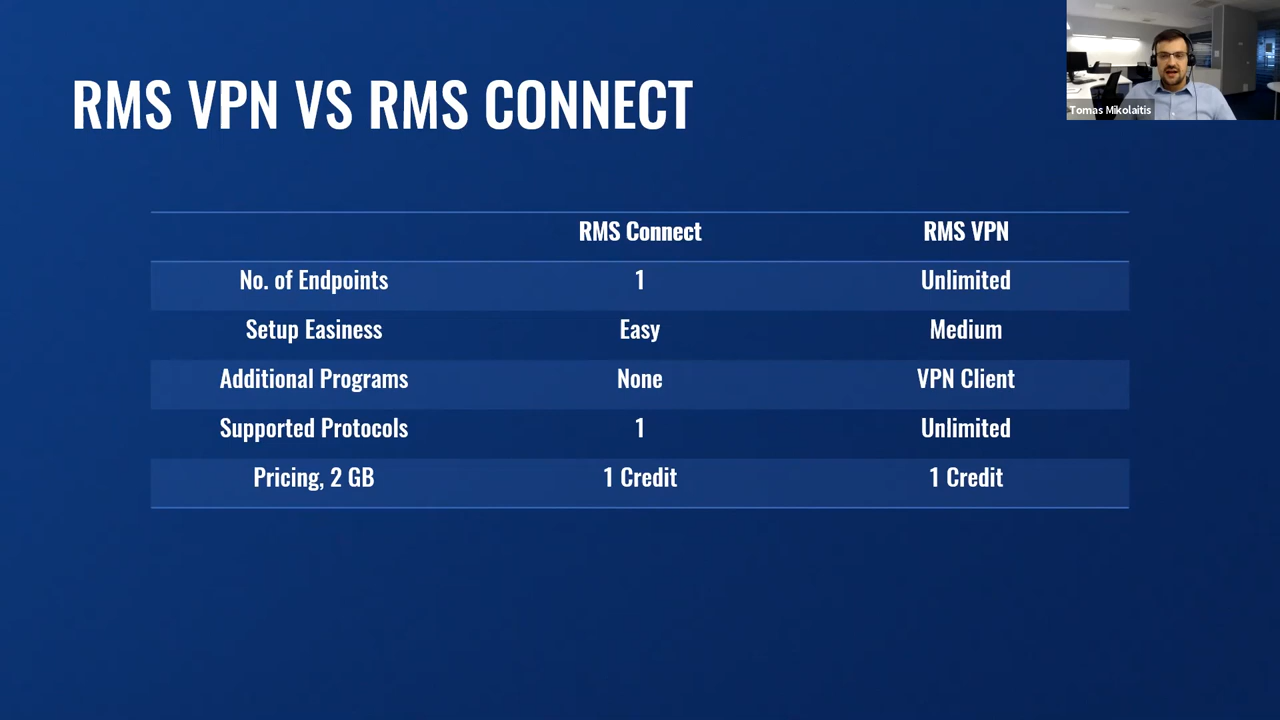 RMS VPN VS RMS CONNECT
Tomas Mikolaitis
RMS Connect RMS VPN
No. of Endpoints 1 Unlimited
Setup Easiness Easy Medium
Additional Programs None VPN Client
Supported Protocols 1 Unlimited
Pricing, 2 GB 1 Credit 1 Credit